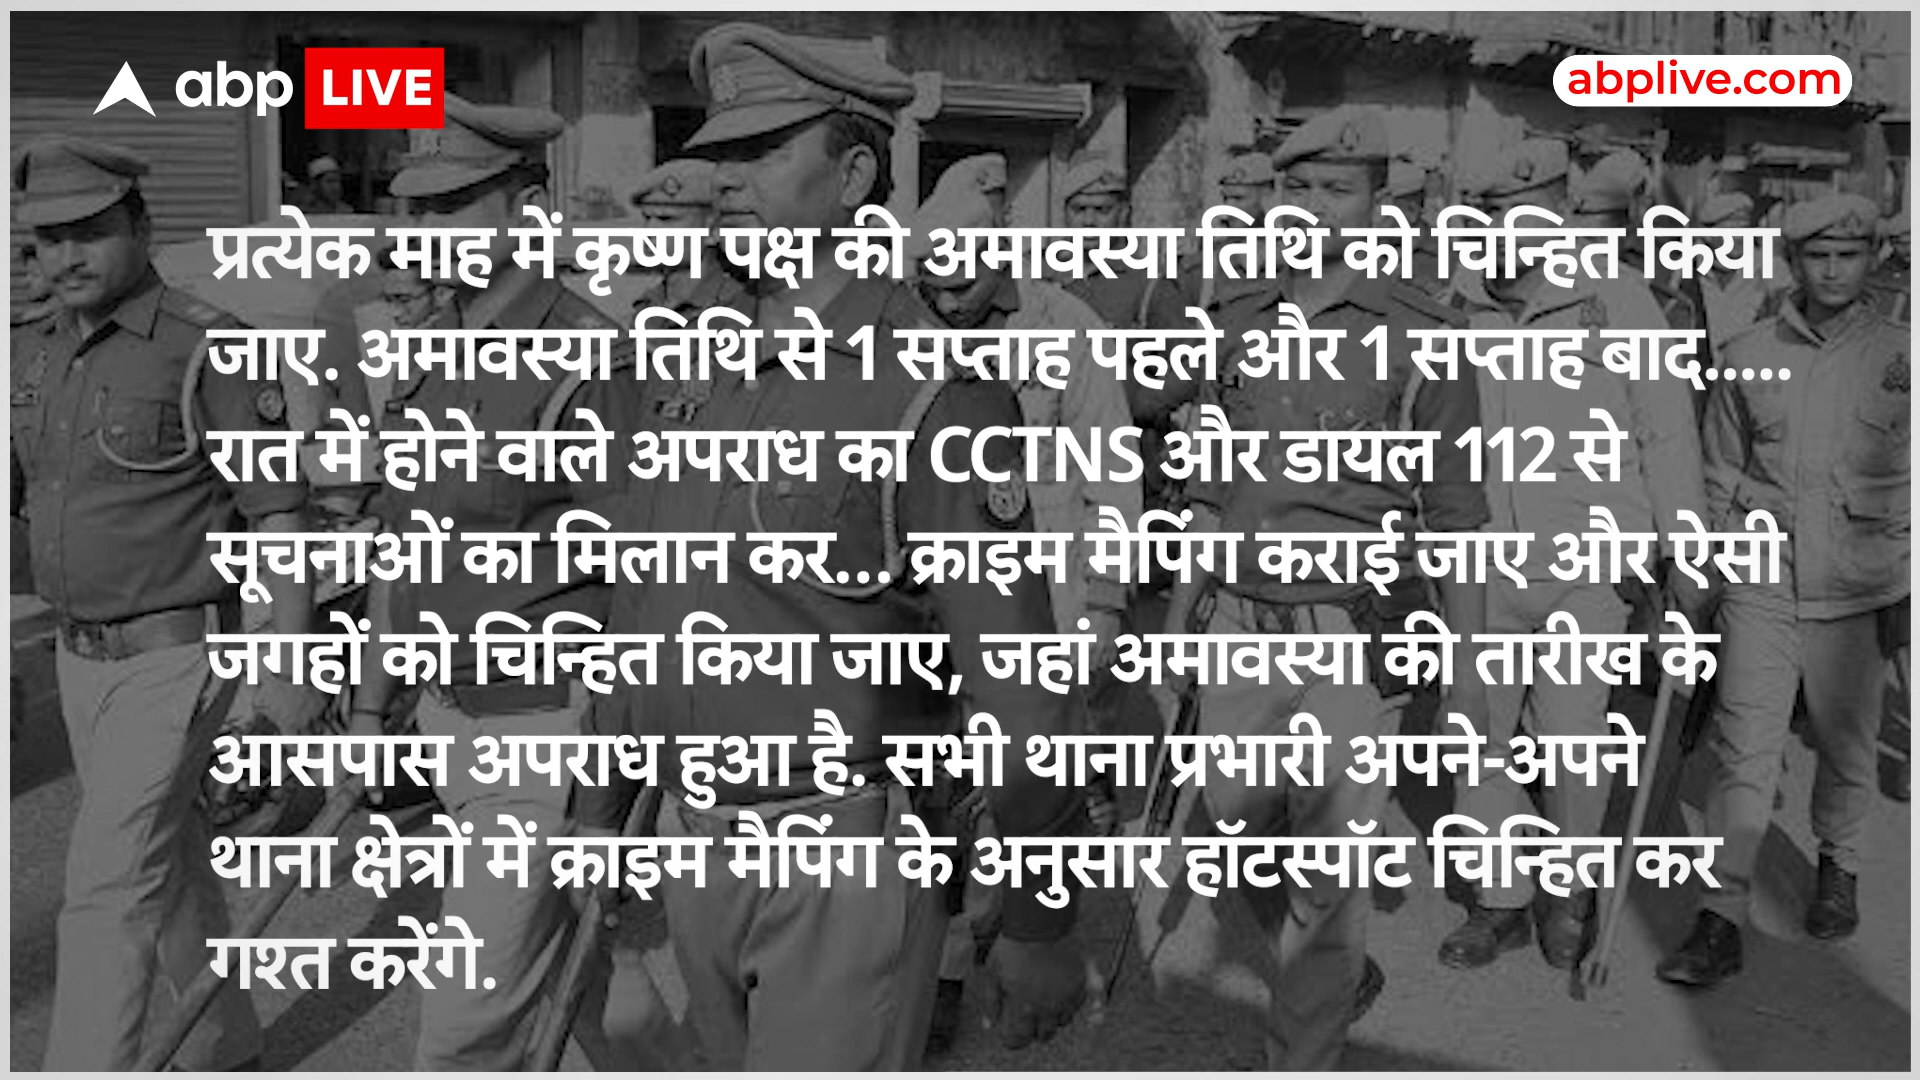 abp LIVE
abplive.com
प्रत्येक माह में कृष्ण पक्ष की अमावस्या तिथि को चिन्हित किया
जाए. अमावस्या तिथि से 1 सप्ताह पहले और 1 सप्ताह बाद.....
रात में होने वाले अपराध का CCTNS और डायल 112 से
सूचनाओं का मिलान कर... क्राइम मैपिंग कराई जाए और ऐसी
जगहों को चिन्हित किया जाए, जहां अमावस्या की तारीख के
आसपास अपराध हुआ है. सभी थाना प्रभारी अपने-अपने
थाना क्षेत्रों में क्राइम मैपिंग के अनुसार हॉटस्पॉट चिन्हित कर
गश्त करेंगे.